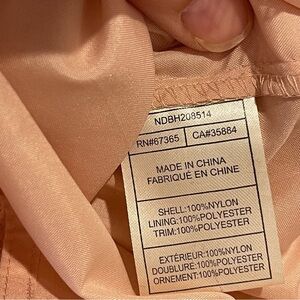 NDBH208514
RN#67365 CA#35884
MADE IN CHINA
FABRIQUÉ EN CHINE
SHELL:100%NYLON
LINING:100%POLYESTER
TRIM:100%POLYESTER
EXTÉRIEUR:100%NYLON
DOUBLURE:100%POLYESTER
ORNEMENT:100%POLYESTER